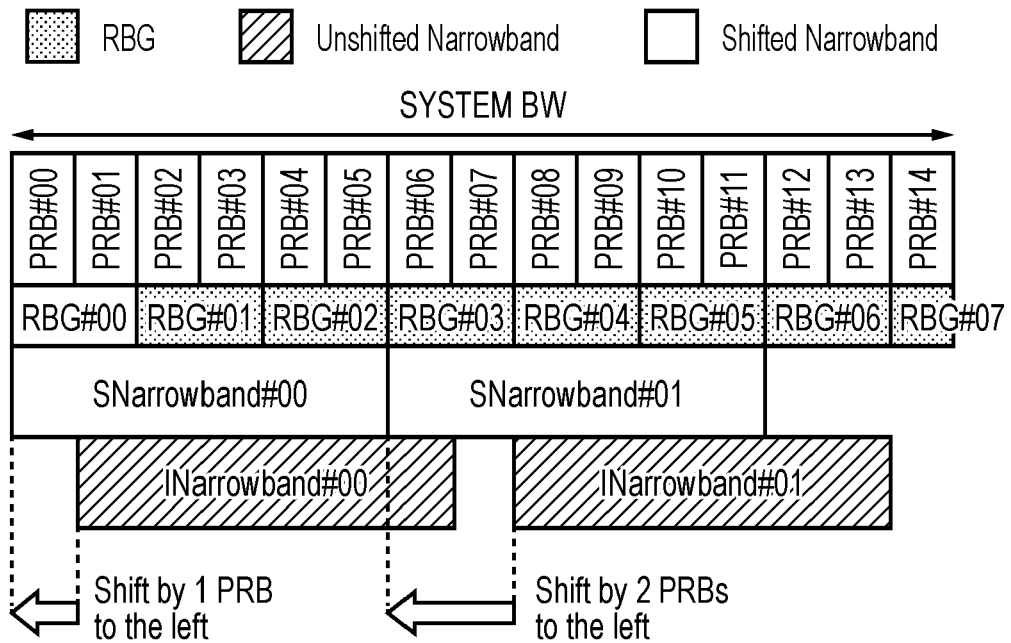 RBG
Unshifted Narrowband
Shifted Narrowband
SYSTEM BW
PRB#00
PRB#01
PRB#02
PRB#03
PRB#04
PRB#05
PRB#06
PRB#07
PRB#08
PRB#09
PRB#10
PRB#11
PRB#12
PRB#13
PRB#14
RBG#00
RBG#01
RBG#02
RBG#03
RBG#04
RBG#05
RBG#06
RBG#07
SNarrowband#00
SNarrowband#01
INarrowband#00
INarrowband#01
Shift by 1 PRB
to the left
Shift by 2 PRBs
to the left